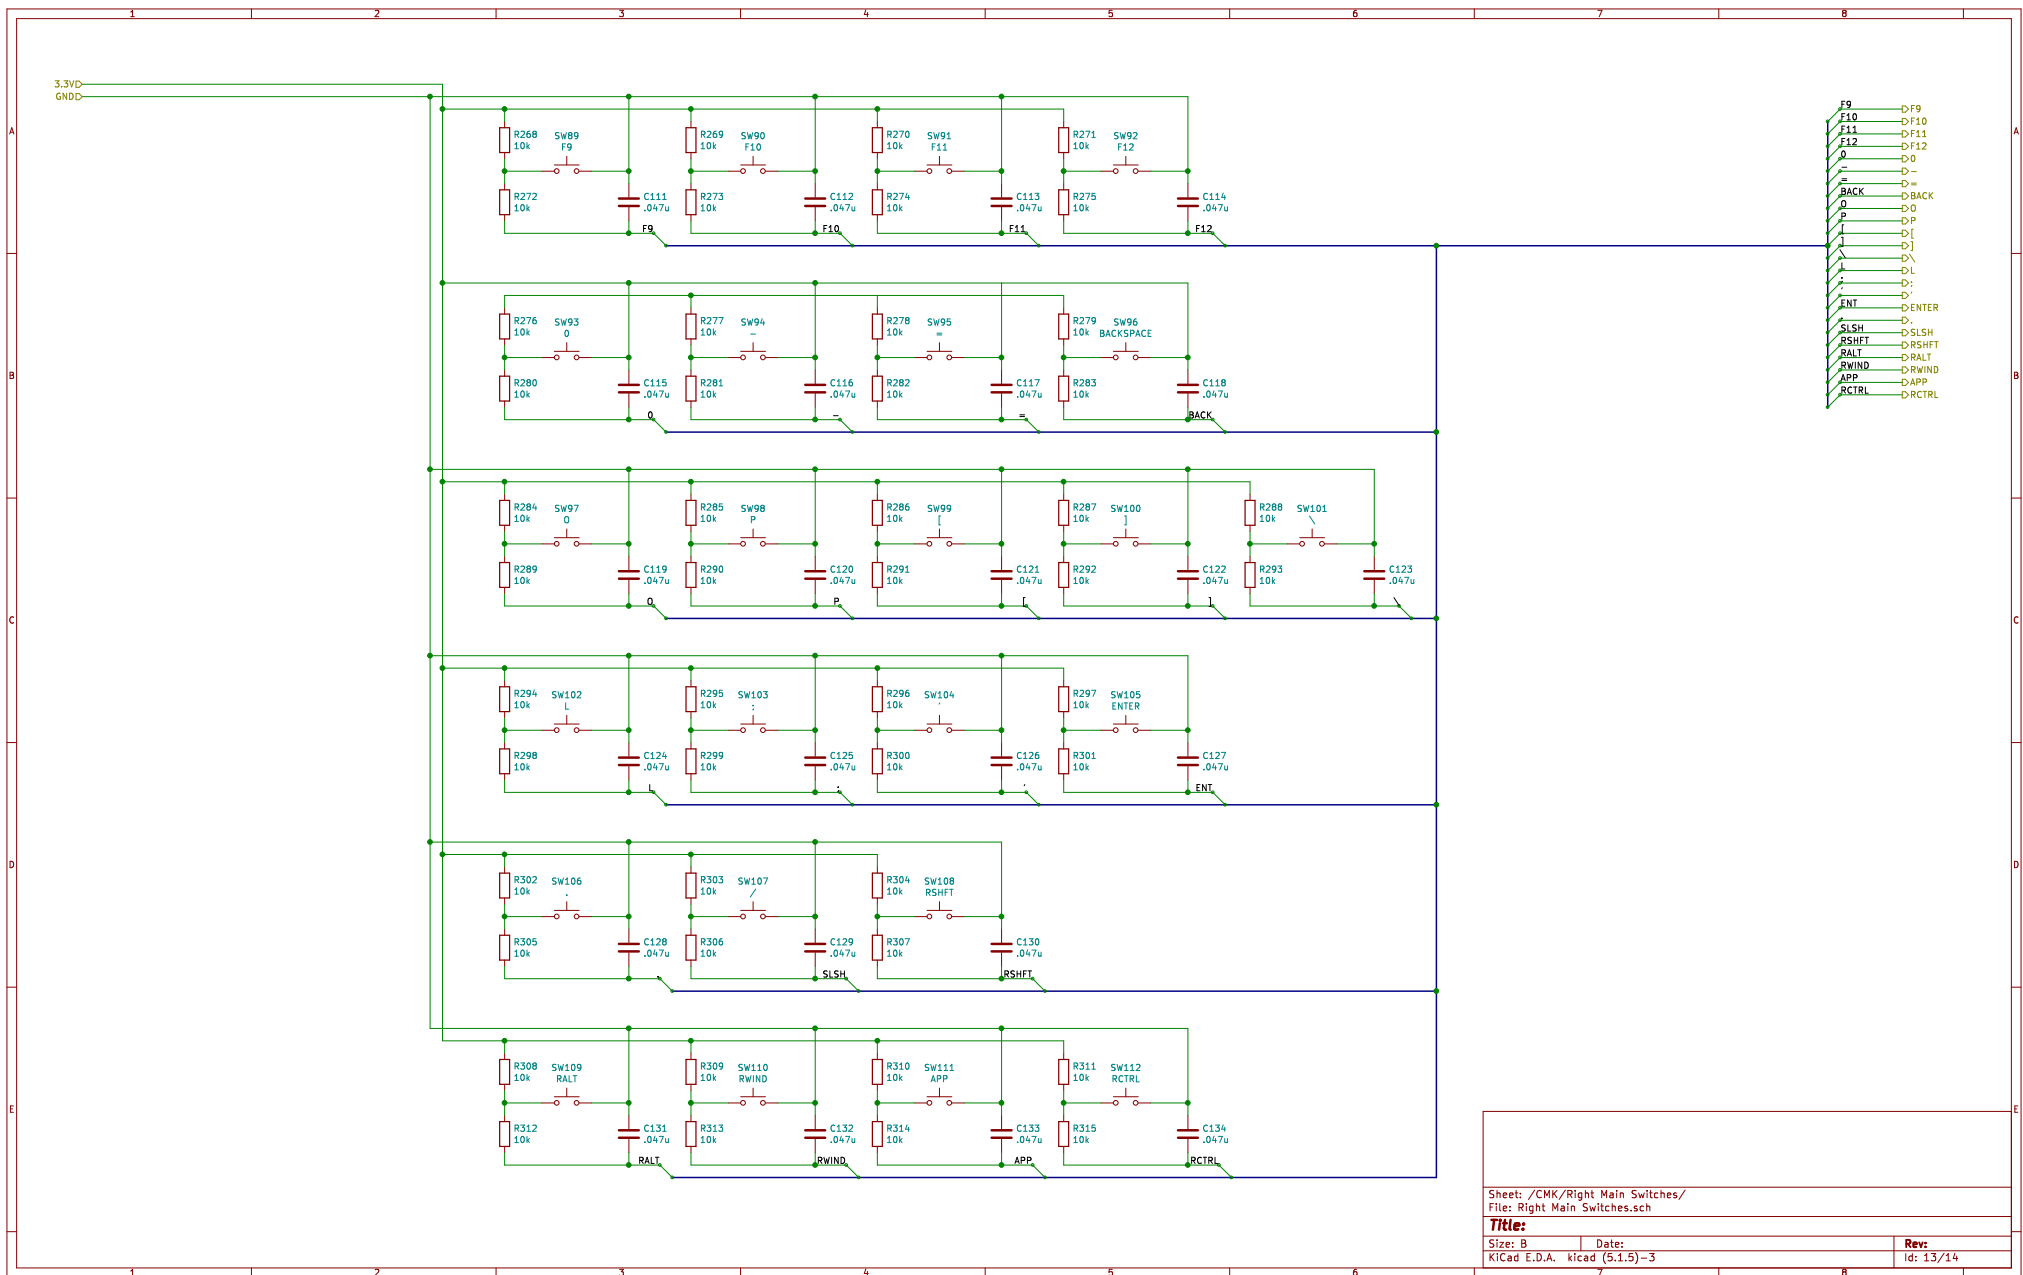 1 2 3 4 5 6 7 8
3.3V
GND
A A
R268 10k SW89 F9 R269 10k SW90 F10 R270 10k SW91 F11 R271 10k SW92 F12
R272 10k C111 .047u R273 10k C112 .047u R274 10k C113 .047u R275 10k C114 .047u
F9 F10 F11 F12
F9 F9
F10 F10
F11 F11
F12 F12
0 0
- -
= =
BACK BACK
O O
P P
[ [
] ]
\ \
L L
; ;
' '
ENT ENTER
. .
SLSH SLSH
RSHFT RSHFT
RALT RALT
RWIND RWIND
APP APP
RCTRL RCTRL
B B
R276 10k SW93 0 R277 10k SW94 - R278 10k SW95 = R279 10k SW96 BACKSPACE
R280 10k C115 .047u R281 10k C116 .047u R282 10k C117 .047u R283 10k C118 .047u
0 - = BACK
R284 10k SW97 O R285 10k SW98 P R286 10k SW99 [ R287 10k SW100 ] R288 10k SW101 \
R289 10k C119 .047u R290 10k C120 .047u R291 10k C121 .047u R292 10k C122 .047u R293 10k C123 .047u
O P [ ] \
C C
R294 10k SW102 L R295 10k SW103 ; R296 10k SW104 ' R297 10k SW105 ENTER
R298 10k C124 .047u R299 10k C125 .047u R300 10k C126 .047u R301 10k C127 .047u
L ; ' ENT
D D
R302 10k SW106 . R303 10k SW107 / R304 10k SW108 RSHFT
R305 10k C128 .047u R306 10k C129 .047u R307 10k C130 .047u
. SLSH RSHFT
R308 10k SW109 RALT R309 10k SW110 RWIND R310 10k SW111 APP R311 10k SW112 RCTRL
E E
R312 10k C131 .047u R313 10k C132 .047u R314 10k C133 .047u R315 10k C134 .047u
RALT RWIND APP RCTRL
Sheet: /CMK/Right Main Switches/
File: Right Main Switches.sch
Title:
Size: B Date: Rev:
KiCad E.D.A. kicad (5.1.5)-3 Id: 13/14
1 2 3 4 5 6 7 8